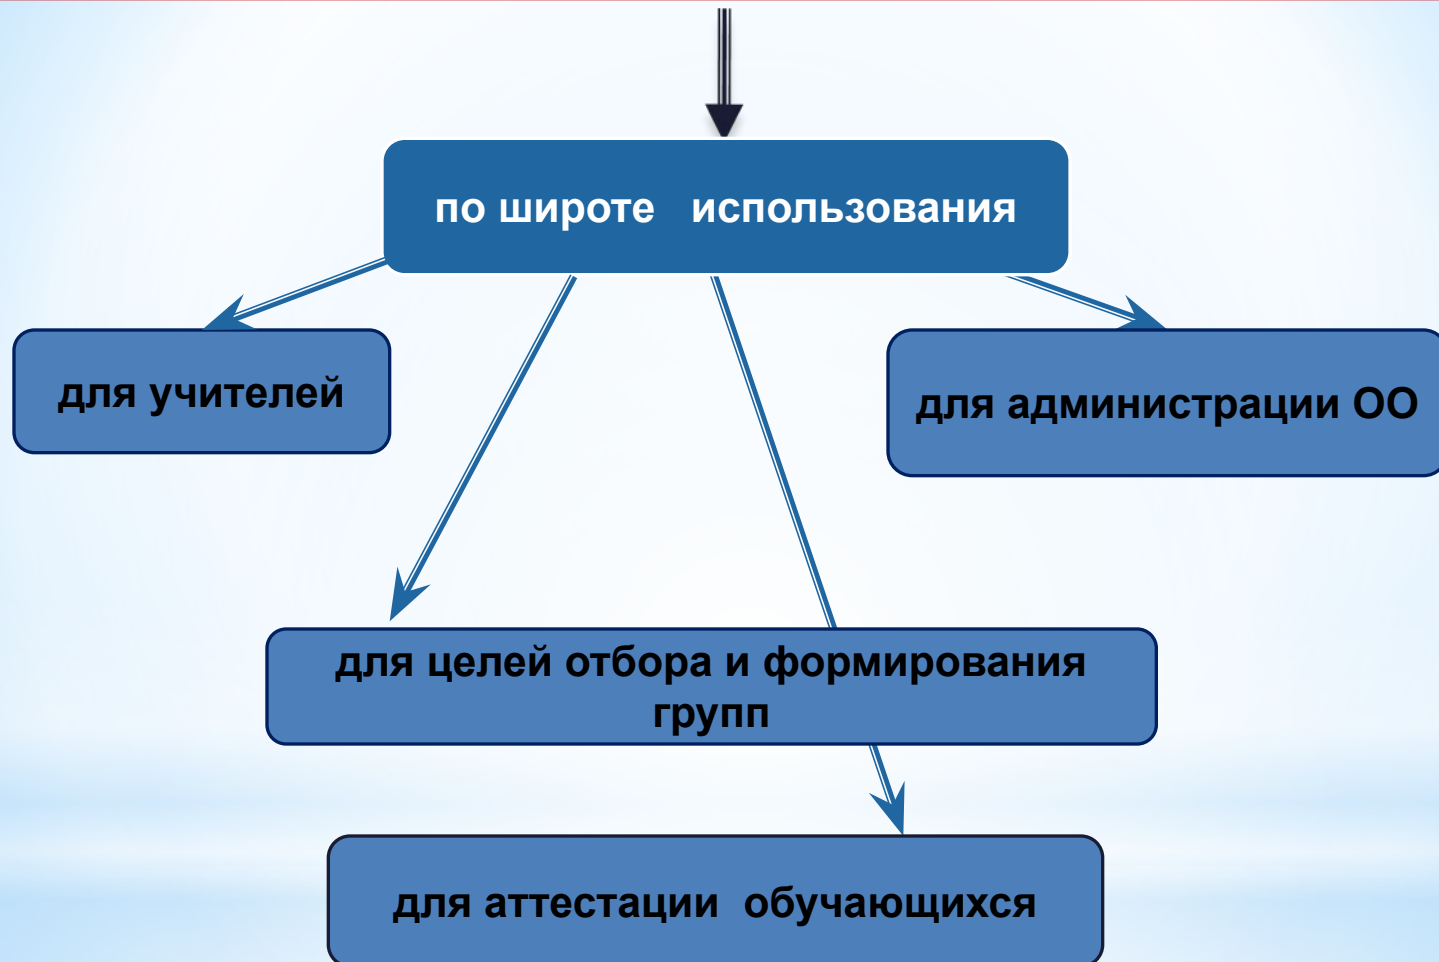 по широте использования
для учителей
для администрации ОО
для целей отбора и формирования
групп
для аттестации обучающихся